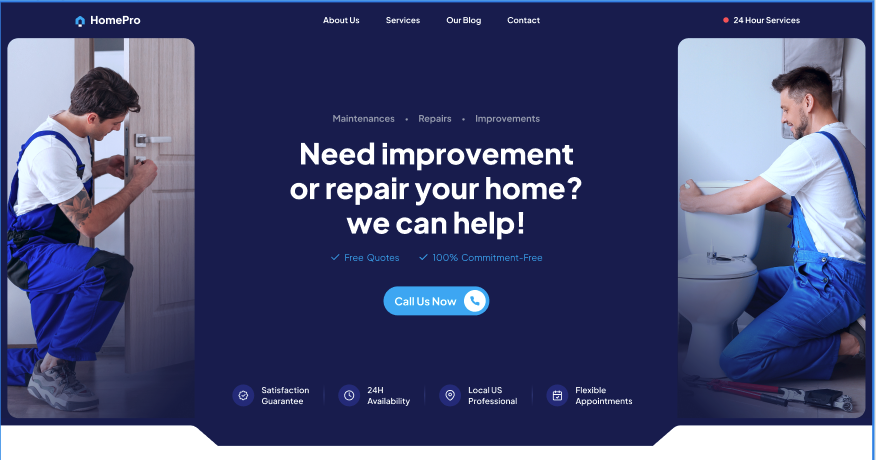 HomePro
About Us
Services
Our Blog
Contact
24 Hour Services
Maintenances • Repairs • Improvements
Need improvement
or repair your home?
we can help!
Free Quotes
100% Commitment-Free
Call Us Now
Satisfaction
Guarantee
24H
Availability
Local US
Professional
Flexible
Appointments